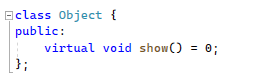 class Object {
public:
    virtual void show() = 0;
};